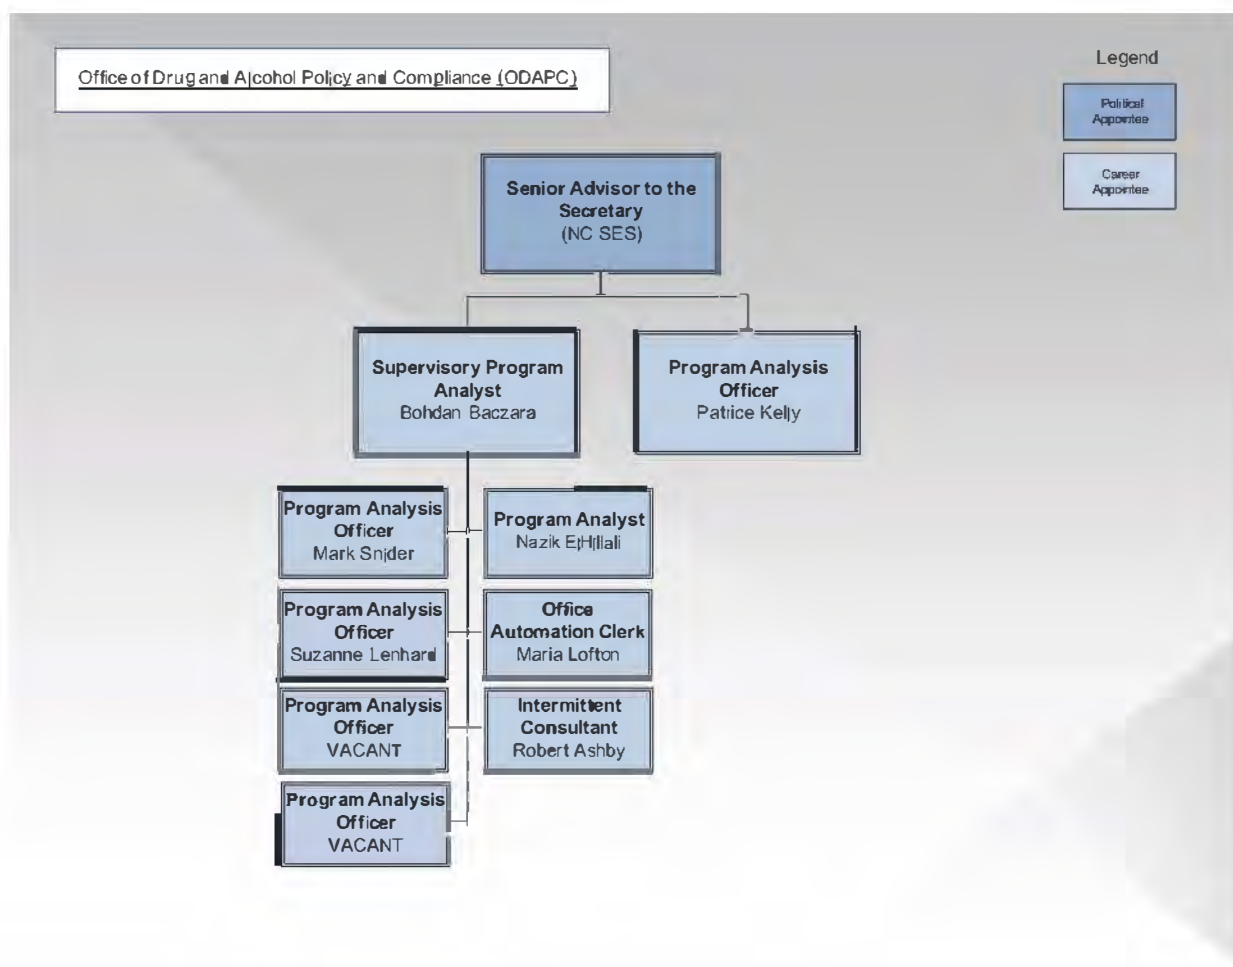 Office of Drug and Alcohol Policy and Compliance (ODAPC)
Legend
Political
Appointee
Career
Appointee
Senior Advisor to the
Secretary
(NC SES)
Supervisory Program
Analyst
Bohdan Baczara
Program Analysis
Officer
Patrice Kelly
Program Analysis
Officer
Mark Snider
Program Analyst
Nazik ElHillali
Program Analysis
Officer
Suzanne Lenhard
Office
Automation Clerk
Maria Lofton
Program Analysis
Officer
VACANT
Intermittent
Consultant
Robert Ashby
Program Analysis
Officer
VACANT